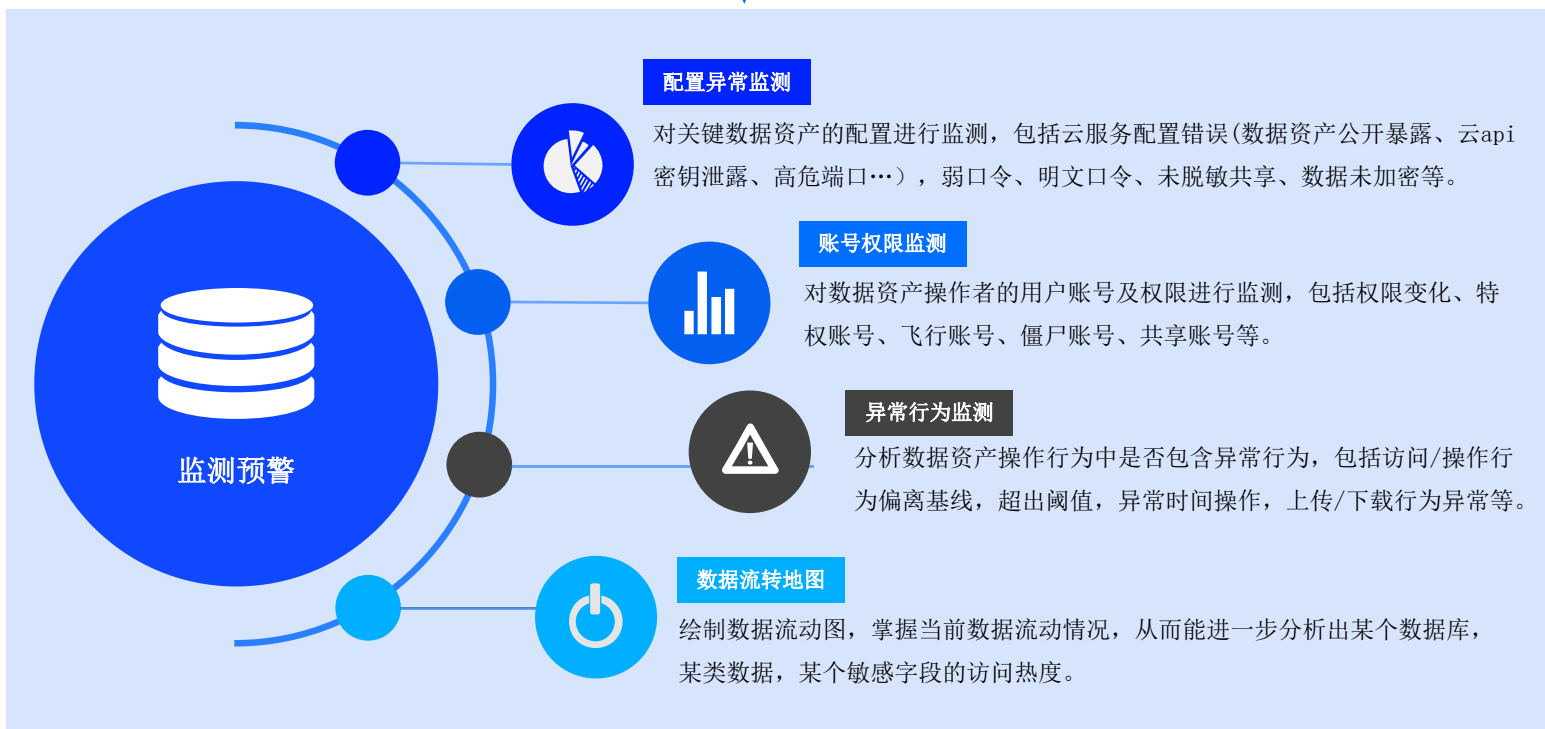 配置异常监测
对关键数据资产的配置进行监测，包括云服务配置错误(数据资产公开暴露、云api
密钥泄露、高危端口…），弱口令、明文口令、未脱敏共享、数据未加密等。
账号权限监测
对数据资产操作者的用户账号及权限进行监测，包括权限变化、特
权账号、飞行账号、僵尸账号、共享账号等。
异常行为监测
分析数据资产操作行为中是否包含异常行为，包括访问/操作行
为偏离基线，超出阈值，异常时间操作，上传/下载行为异常等。
监测预警
数据流转地图
绘制数据流动图，掌握当前数据流动情况，从而能进一步分析出某个数据库，
某类数据，某个敏感字段的访问热度。